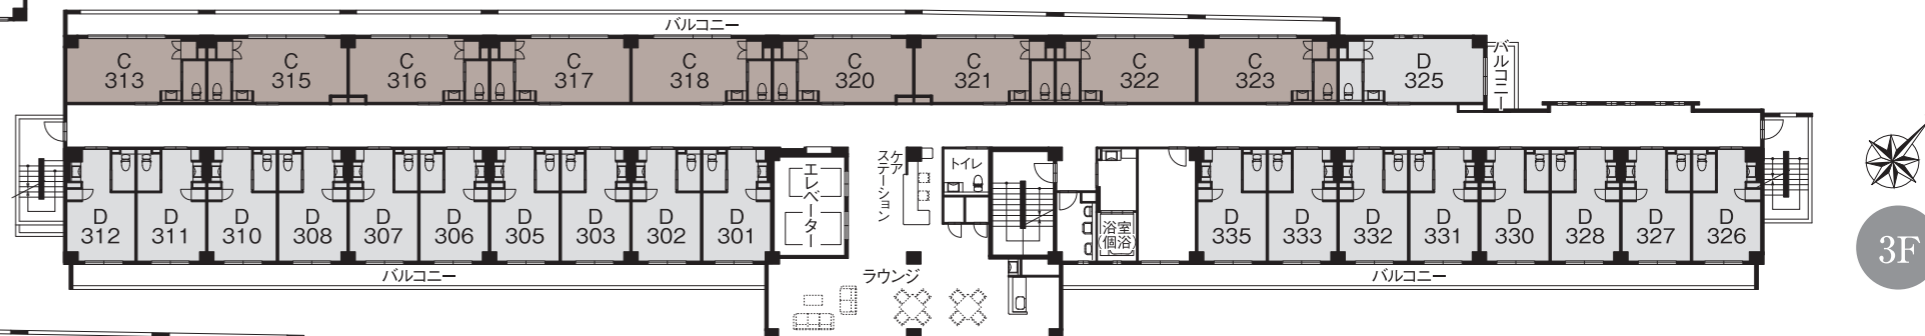 バルコニー
C
313
C
315
C
316
C
317
C
318
C
320
C
321
C
322
C
323
D
325
バルコニー
D
312
D
311
D
310
D
308
D
307
D
306
D
305
D
303
D
302
D
301
エレベーター
ケア
ステーション
トイレ
浴室
(個浴)
D
335
D
333
D
332
D
331
D
330
D
328
D
327
D
326
バルコニー
ラウンジ
バルコニー
3F